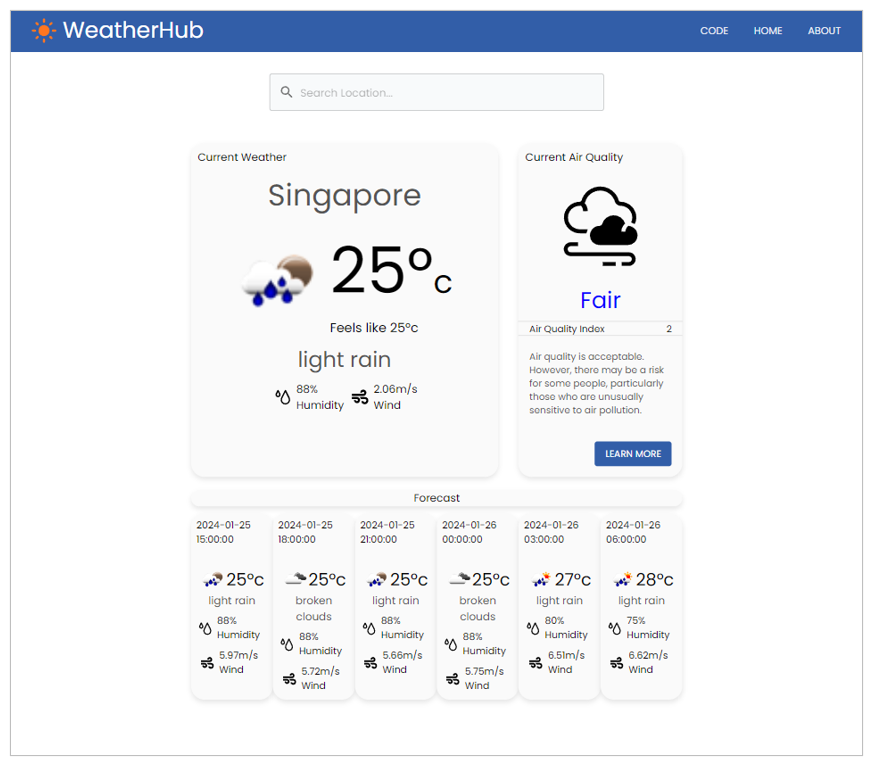 WeatherHub
CODE HOME ABOUT
Search Location...
Current Weather
Singapore
25°c
Feels like 25°c
light rain
88%
Humidity
2.06m/s
Wind
Current Air Quality
Fair
Air Quality Index 2
Air quality is acceptable.
However, there may be a risk
for some people, particularly
those who are unusually
sensitive to air pollution.
LEARN MORE
Forecast
2024-01-25
15:00:00
25°c
light rain
88%
Humidity
5.97m/s
Wind
2024-01-25
18:00:00
25°c
broken
clouds
88%
Humidity
5.72m/s
Wind
2024-01-25
21:00:00
25°c
light rain
88%
Humidity
5.66m/s
Wind
2024-01-26
00:00:00
25°c
broken
clouds
88%
Humidity
5.75m/s
Wind
2024-01-26
03:00:00
27°c
light rain
80%
Humidity
6.51m/s
Wind
2024-01-26
06:00:00
28°c
light rain
75%
Humidity
6.62m/s
Wind